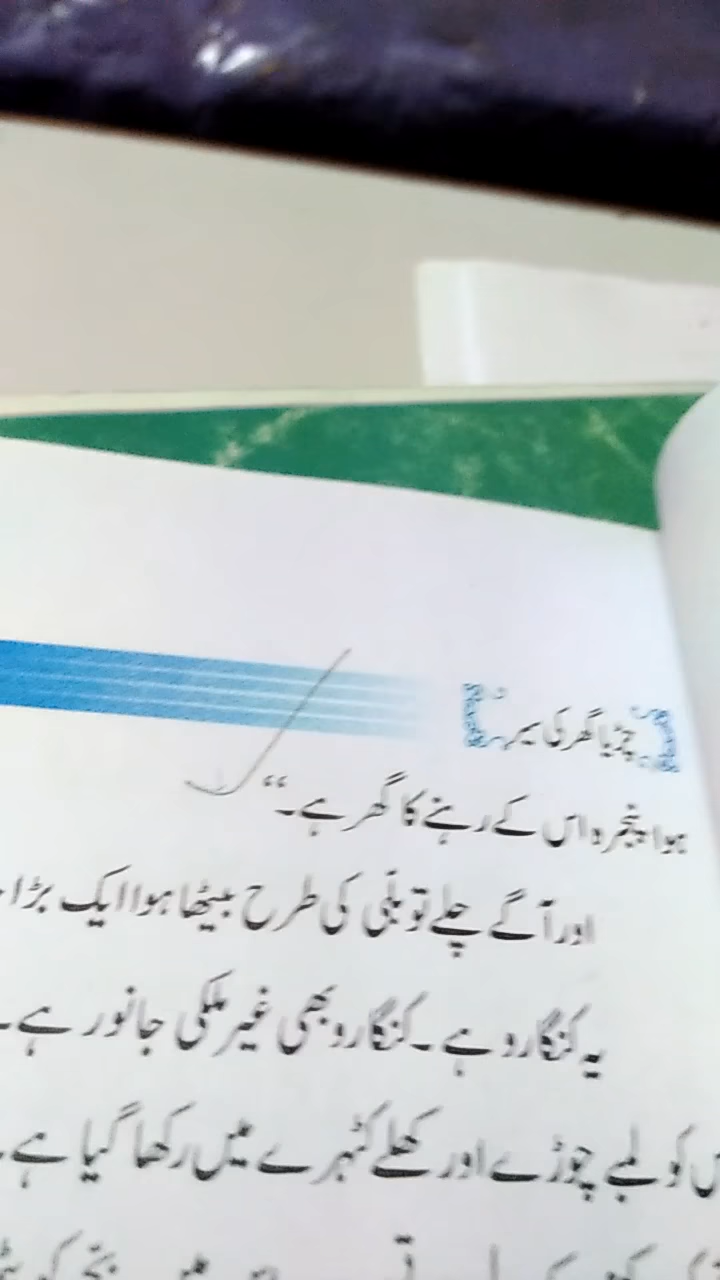 چڑیا گھر کی سیر
ہوا پنجرہ اس کے رہنے کا گھر ہے۔“
اور آگے چلے تو بلّی کی طرح بیٹھا ہوا ایک بڑا
یہ کنگارو ہے۔ کنگارو بھی غیر ملکی جانور ہے۔
کو لمبے چوڑے اور کھلے کٹہرے میں رکھا گیا ہے۔